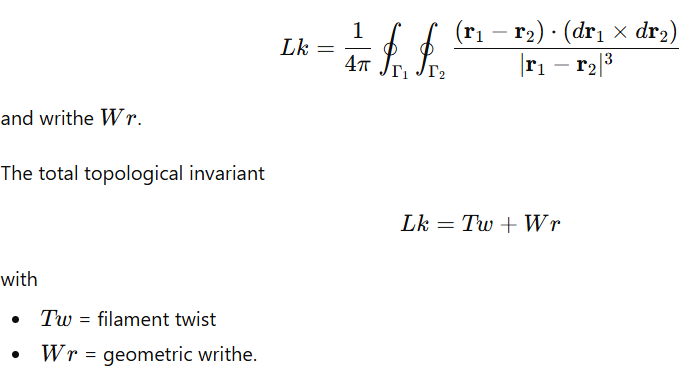 $$Lk = \frac{1}{4\pi} \oint_{\Gamma_1} \oint_{\Gamma_2} \frac{(\mathbf{r}_1 - \mathbf{r}_2) \cdot (d\mathbf{r}_1 \times d\mathbf{r}_2)}{|\mathbf{r}_1 - \mathbf{r}_2|^3}$$
and writhe $Wr$.
The total topological invariant
$$Lk = Tw + Wr$$
with
• $Tw$ = filament twist
• $Wr$ = geometric writhe.